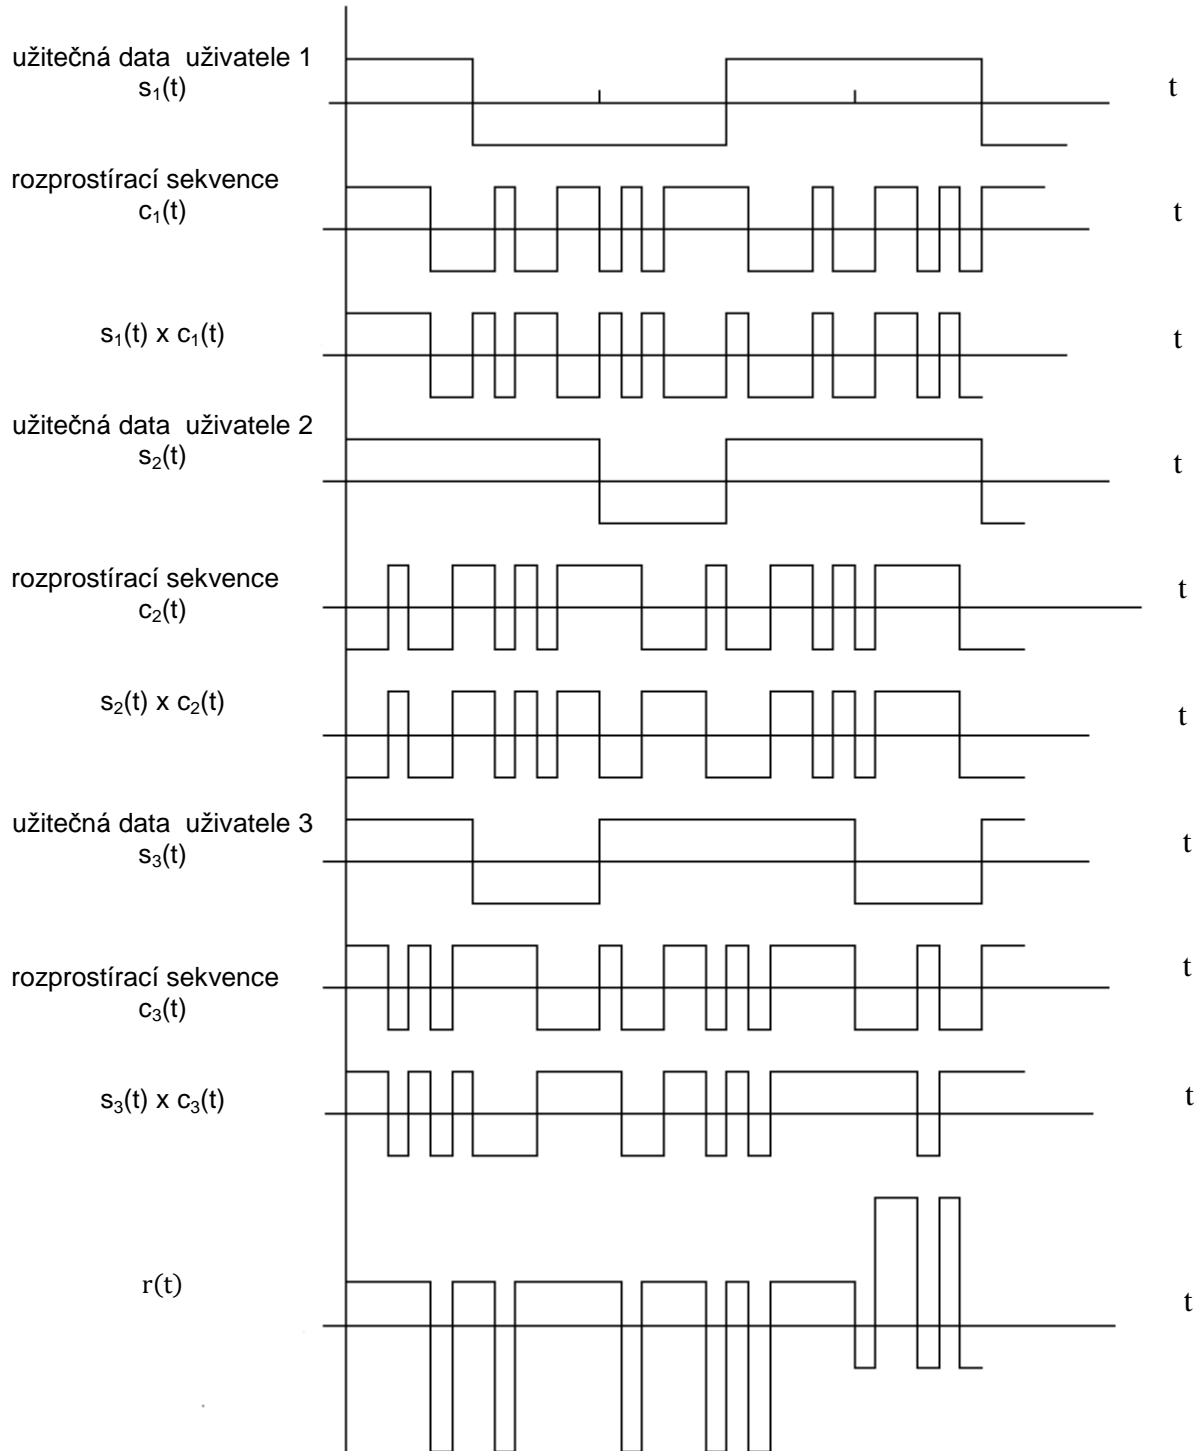 užitečná data uživatele 1
s₁(t)
t
rozprostírací sekvence
c₁(t)
t
s₁(t) x c₁(t)
t
užitečná data uživatele 2
s₂(t)
t
rozprostírací sekvence
c₂(t)
t
s₂(t) x c₂(t)
t
užitečná data uživatele 3
s₃(t)
t
rozprostírací sekvence
c₃(t)
t
s₃(t) x c₃(t)
t
r(t)
t